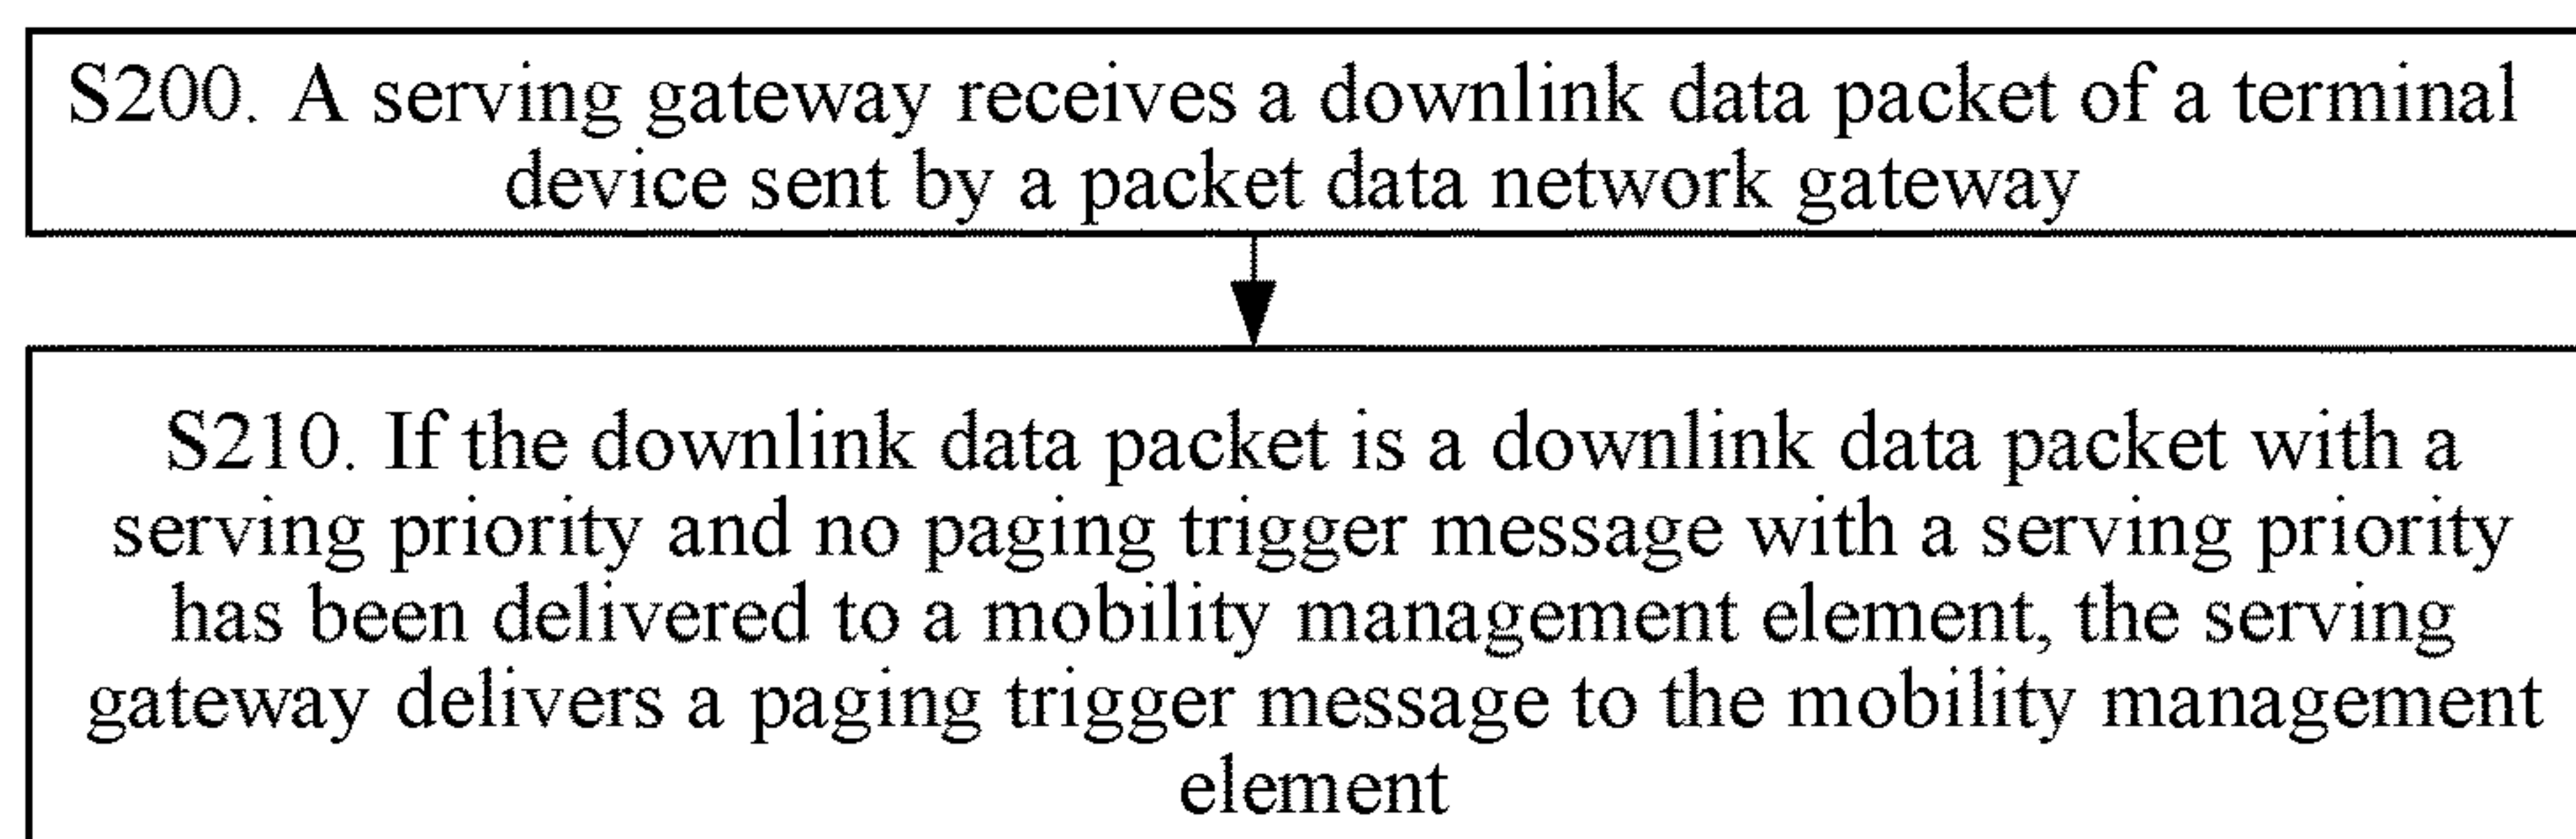 S200. A serving gateway receives a downlink data packet of a terminal
device sent by a packet data network gateway
S210. If the downlink data packet is a downlink data packet with a
serving priority and no paging trigger message with a serving priority
has been delivered to a mobility management element, the serving
gateway delivers a paging trigger message to the mobility management
element